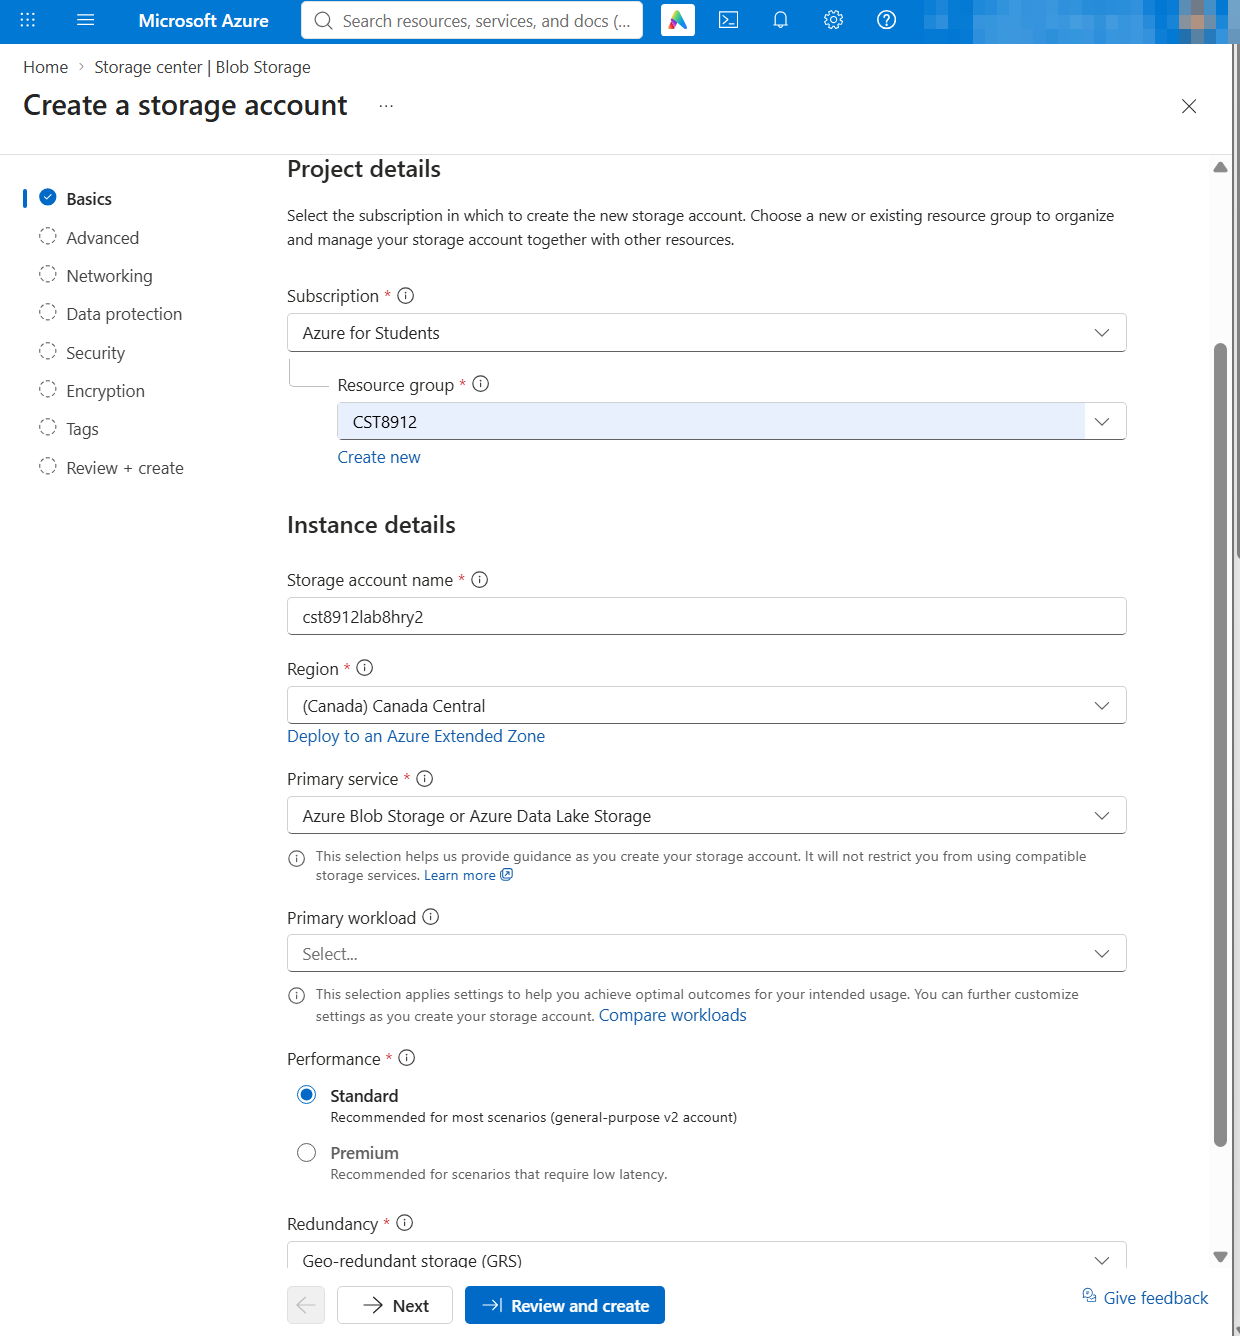 Microsoft Azure
Search resources, services, and docs (...
Home > Storage center | Blob Storage
Create a storage account ...
Basics
Advanced
Networking
Data protection
Security
Encryption
Tags
Review + create
Project details
Select the subscription in which to create the new storage account. Choose a new or existing resource group to organize
and manage your storage account together with other resources.
Subscription *
Azure for Students
Resource group *
CST8912
Create new
Instance details
Storage account name *
cst8912lab8hry2
Region *
(Canada) Canada Central
Deploy to an Azure Extended Zone
Primary service *
Azure Blob Storage or Azure Data Lake Storage
This selection helps us provide guidance as you create your storage account. It will not restrict you from using compatible
storage services. Learn more
Primary workload
Select...
This selection applies settings to help you achieve optimal outcomes for your intended usage. You can further customize
settings as you create your storage account. Compare workloads
Performance *
Standard
Recommended for most scenarios (general-purpose v2 account)
Premium
Recommended for scenarios that require low latency.
Redundancy *
Geo-redundant storage (GRS)
Next
Review and create
Give feedback